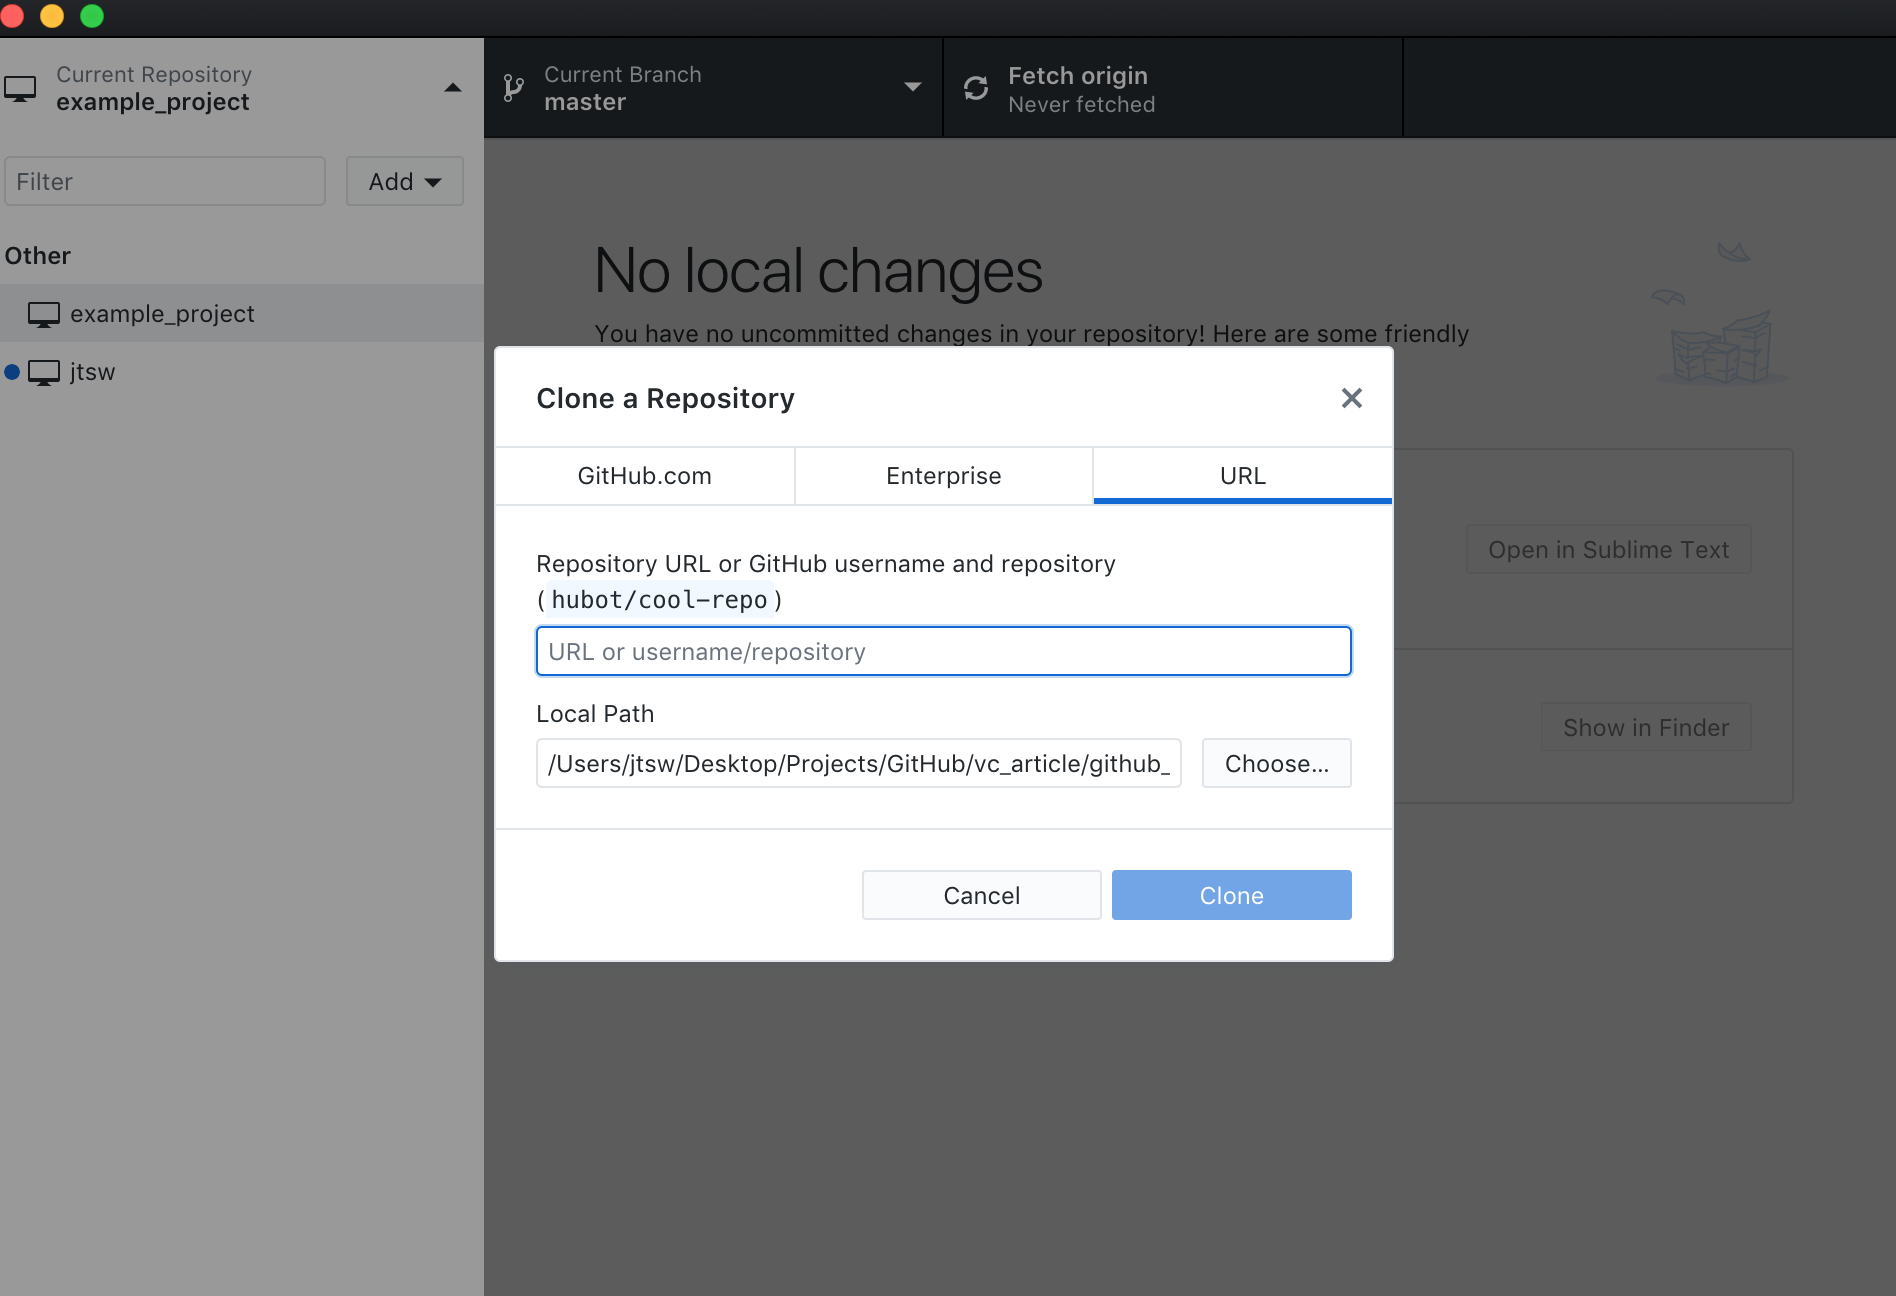 Current Repository
example_project
Current Branch
master
Fetch origin
Never fetched
Filter
Add
Other
example_project
jtsw
No local changes
You have no uncommitted changes in your repository! Here are some friendly
Clone a Repository
GitHub.com
Enterprise
URL
Repository URL or GitHub username and repository
(hubot/cool-repo)
URL or username/repository
Local Path
/Users/jtsw/Desktop/Projects/GitHub/vc_article/github_
Choose...
Cancel
Clone
Open in Sublime Text
Show in Finder